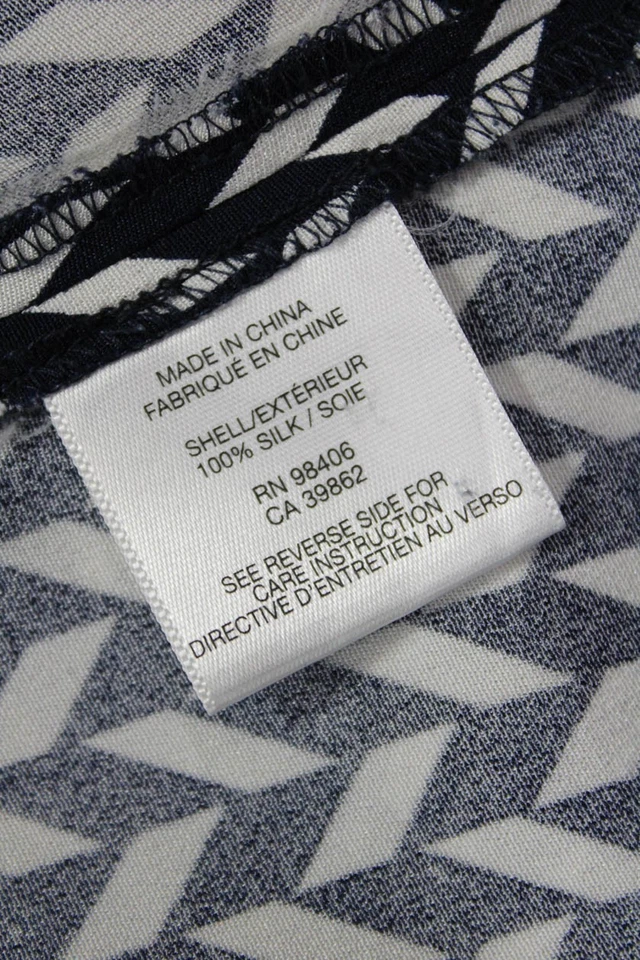 MADE IN CHINA
FABRIQUÉ EN CHINE
SHELL/EXTÉRIEUR
100% SILK / SOIE
RN 98406
CA 39862
SEE REVERSE SIDE FOR
CARE INSTRUCTION
DIRECTIVE D'ENTRETIEN AU VERSO